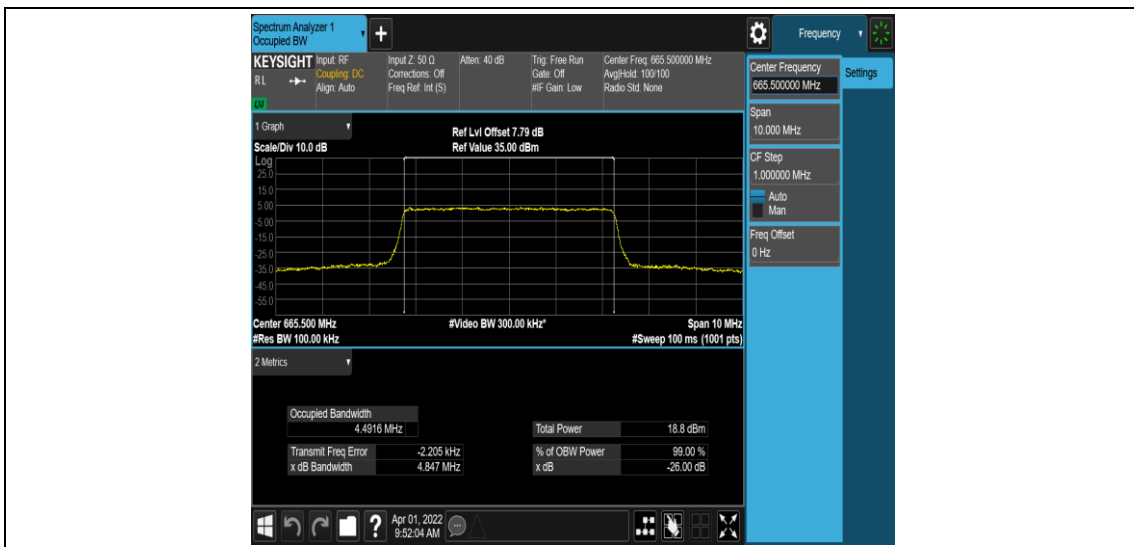 Spectrum Analyzer 1
Occupied BW
+
Frequency
KEYSIGHT
RL
LXI
Input: RF
Coupling: DC
Align: Auto
Input Z: 50 Ω
Corrections: Off
Freq Ref: Int (S)
Atten: 40 dB
Trig: Free Run
Gate: Off
#IF Gain: Low
Center Freq: 665.500000 MHz
Avg|Hold: 100/100
Radio Std: None
Center Frequency
665.500000 MHz
Settings
Span
10.000 MHz
CF Step
1.000000 MHz
Auto
Man
Freq Offset
0 Hz
1 Graph
Ref Lvl Offset 7.79 dB
Scale/Div 10.0 dB
Ref Value 35.00 dBm
Log
25.0
15.0
5.00
-5.00
-15.0
-25.0
-35.0
-45.0
-55.0
Center 665.500 MHz
#Video BW 300.00 kHz*
Span 10 MHz
#Res BW 100.00 kHz
#Sweep 100 ms (1001 pts)
2 Metrics
Occupied Bandwidth
4.4916 MHz
Total Power 18.8 dBm
Transmit Freq Error -2.205 kHz
% of OBW Power 99.00 %
x dB Bandwidth 4.847 MHz
x dB -26.00 dB
?
Apr 01, 2022
9:52:04 AM